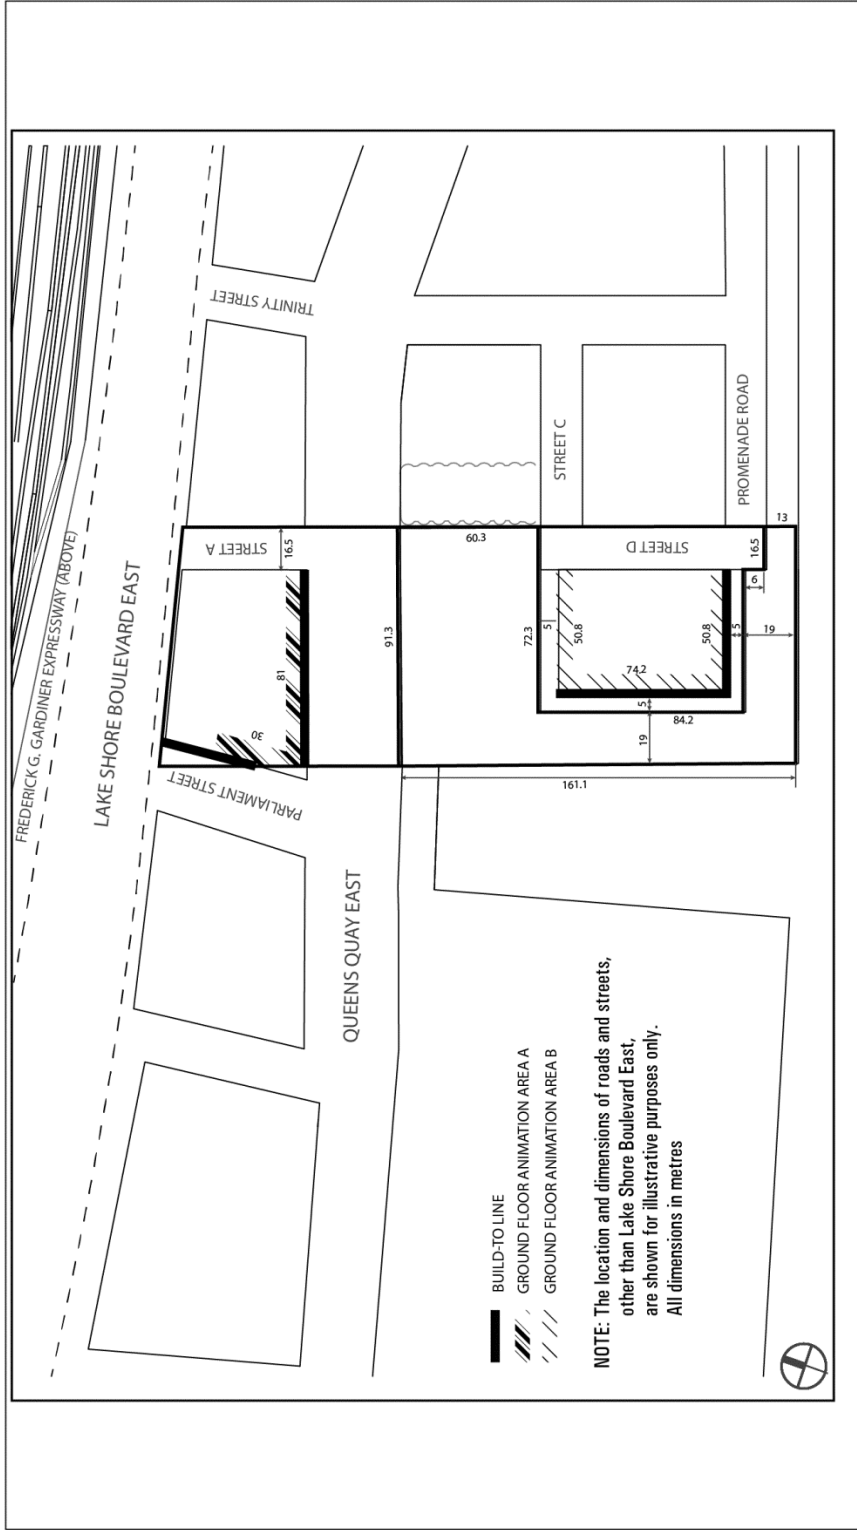 FREDERICK G. GARDINER EXPRESSWAY (ABOVE)
LAKE SHORE BOULEVARD EAST
TRINITY STREET
STREET A
16.5
81
30
PARLIAMENT STREET
QUEENS QUAY EAST
91.3
60.3
STREET C
STREET D
PROMENADE ROAD
13
16.5
6
19
5
50.8
50.8
5
72.3
74.2
5
84.2
19
161.1
BUILD-TO LINE
GROUND FLOOR ANIMATION AREA A
GROUND FLOOR ANIMATION AREA B
NOTE: The location and dimensions of roads and streets,
other than Lake Shore Boulevard East,
are shown for illustrative purposes only.
All dimensions in metres